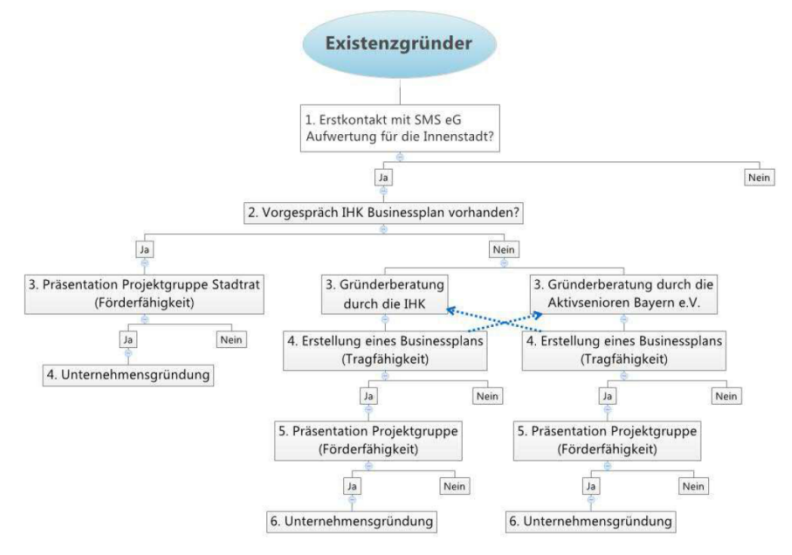 Existenzgründer
1. Erstkontakt mit SMS eG
Aufwertung für die Innenstadt?
Ja
Nein
2. Vorgespräch IHK Businessplan vorhanden?
Ja
Nein
3. Präsentation Projektgruppe Stadtrat
(Förderfähigkeit)
3. Gründerberatung
durch die IHK
3. Gründerberatung durch die
Aktivsenioren Bayern e.V.
Ja
Nein
4. Erstellung eines Businessplans
(Tragfähigkeit)
4. Erstellung eines Businessplans
(Tragfähigkeit)
4. Unternehmensgründung
Ja
Nein
Ja
Nein
5. Präsentation Projektgruppe
(Förderfähigkeit)
5. Präsentation Projektgruppe
(Förderfähigkeit)
Ja
Nein
Ja
Nein
6. Unternehmensgründung
6. Unternehmensgründung